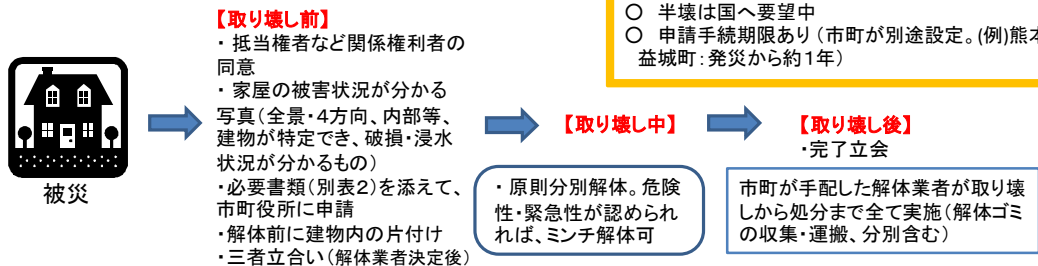 ○ 半壊は国へ要望中
○ 申請手続期限あり(市町が別途設定。(例)熊本
益城町:発災から約1年)
被災
【取り壊し前】
・ 抵当権者など関係権利者の
同意
・ 家屋の被害状況が分かる
写真(全景・4方向、内部等、
建物が特定でき、破損・浸水
状況が分かるもの)
・必要書類(別表2)を添えて、
市町役所に申請
・解体前に建物内の片付け
・三者立合い(解体業者決定後)
【取り壊し中】
・ 原則分別解体。危険
性・緊急性が認められ
れば、ミンチ解体可
【取り壊し後】
・完了立会
市町が手配した解体業者が取り壊
しから処分まで全て実施(解体ゴミ
の収集・運搬、分別含む)